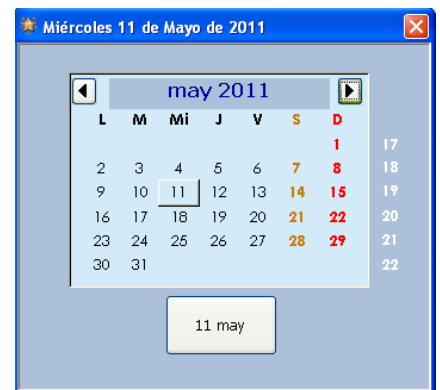 Miércoles 11 de Mayo de 2011
may 2011
L M Mi J V S D
1 17
2 3 4 5 6 7 8 18
9 10 11 12 13 14 15 19
16 17 18 19 20 21 22 20
23 24 25 26 27 28 29 21
30 31 22
11 may